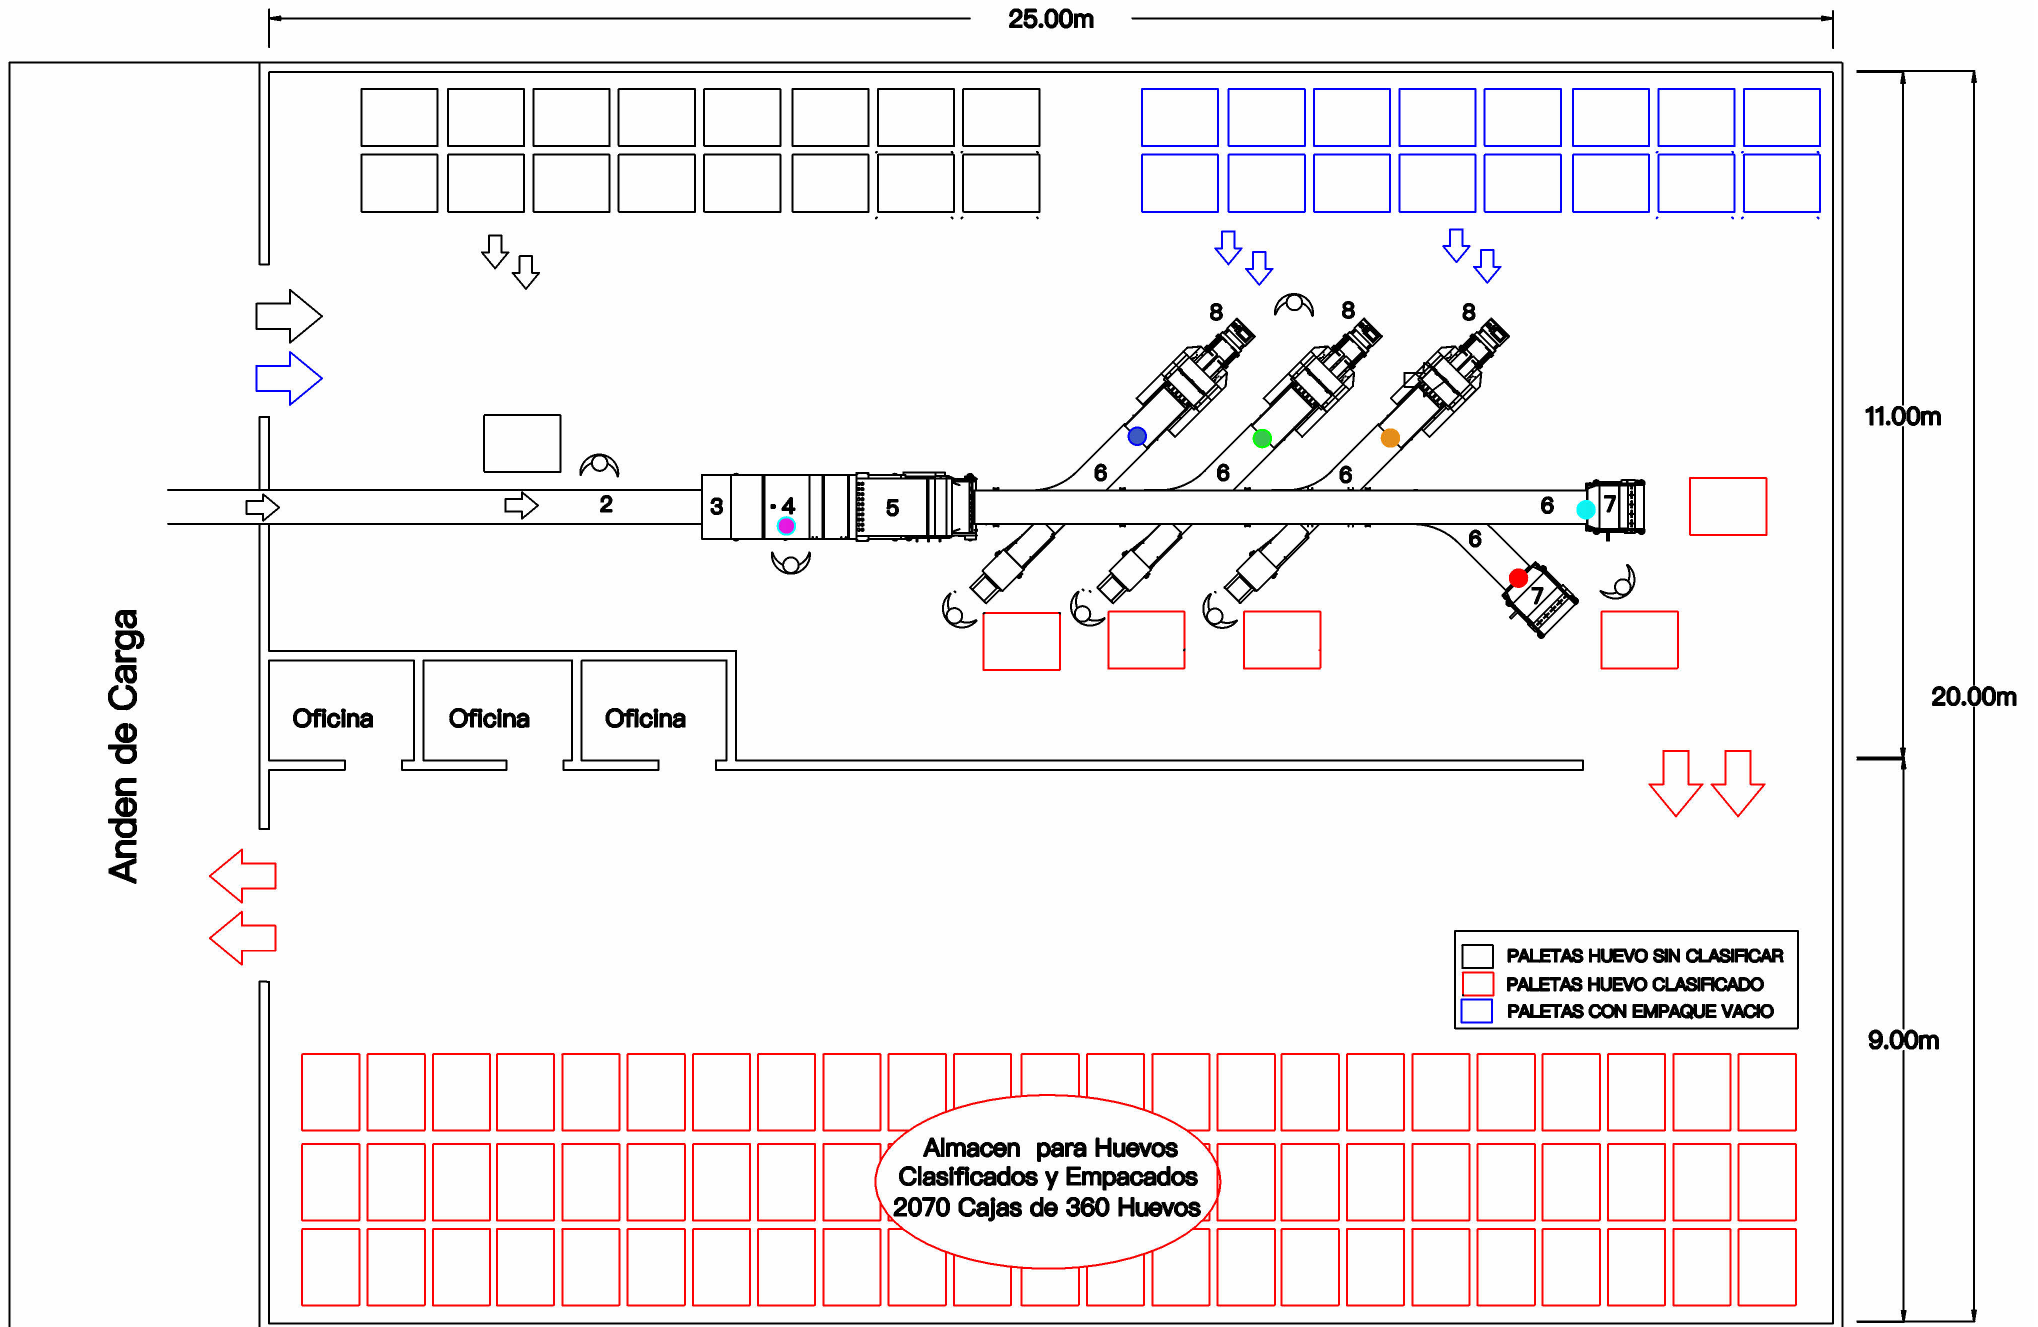 25.00m
8
8
8
11.00m
6
6
6
2
3
4
5
6
7
6
7
20.00m
Anden de Carga
Oficina
Oficina
Oficina
PALETAS HUEVO SIN CLASIFICAR
PALETAS HUEVO CLASIFICADO
PALETAS CON EMPAQUE VACIO
9.00m
Almacen para Huevos
Clasificados y Empacados
2070 Cajas de 360 Huevos